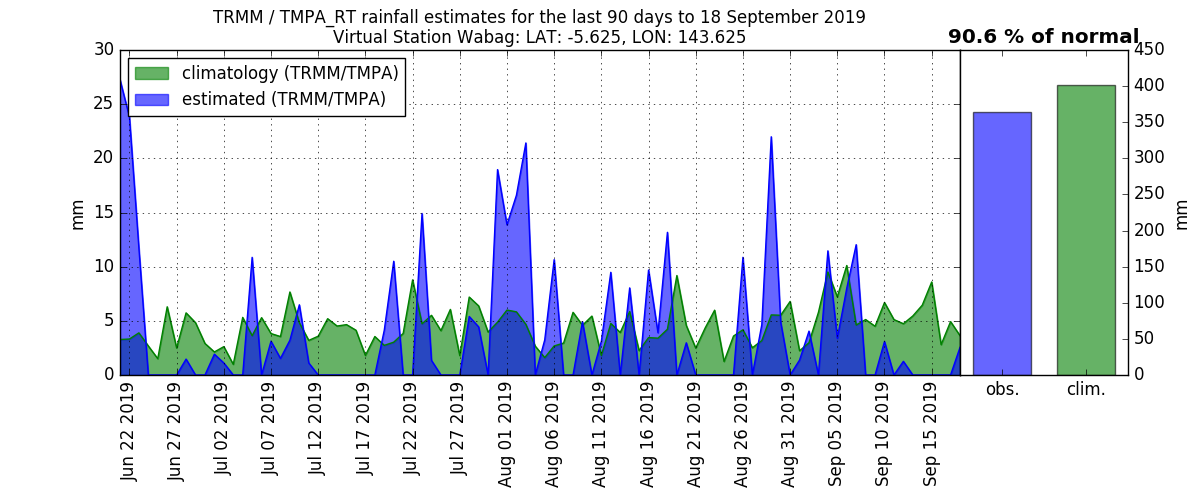 TRMM / TMPA_RT rainfall estimates for the last 90 days to 18 September 2019
Virtual Station Wabag: LAT: -5.625, LON: 143.625
90.6 % of normal
climatology (TRMM/TMPA)
estimated (TRMM/TMPA)
30
25
20
15
10
5
0
mm
Jun 22 2019
Jun 27 2019
Jul 02 2019
Jul 07 2019
Jul 12 2019
Jul 17 2019
Jul 22 2019
Jul 27 2019
Aug 01 2019
Aug 06 2019
Aug 11 2019
Aug 16 2019
Aug 21 2019
Aug 26 2019
Aug 31 2019
Sep 05 2019
Sep 10 2019
Sep 15 2019
obs.
clim.
450
400
350
300
250
200
150
100
50
0
mm